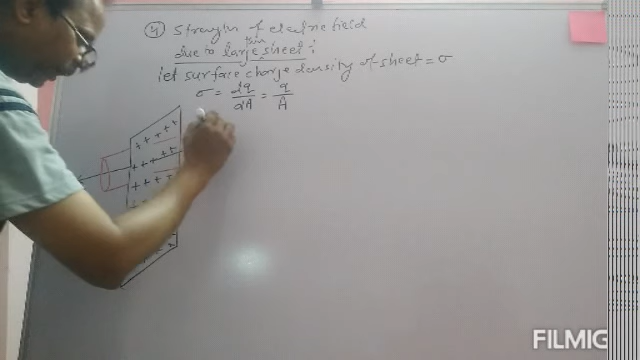 ④ Strength of electric field
due to large thin sheet :
let surface charge density of sheet = σ
σ = dq/dA = q/A
+ + + + +
+ + + + +
+ + + +
FILMIG